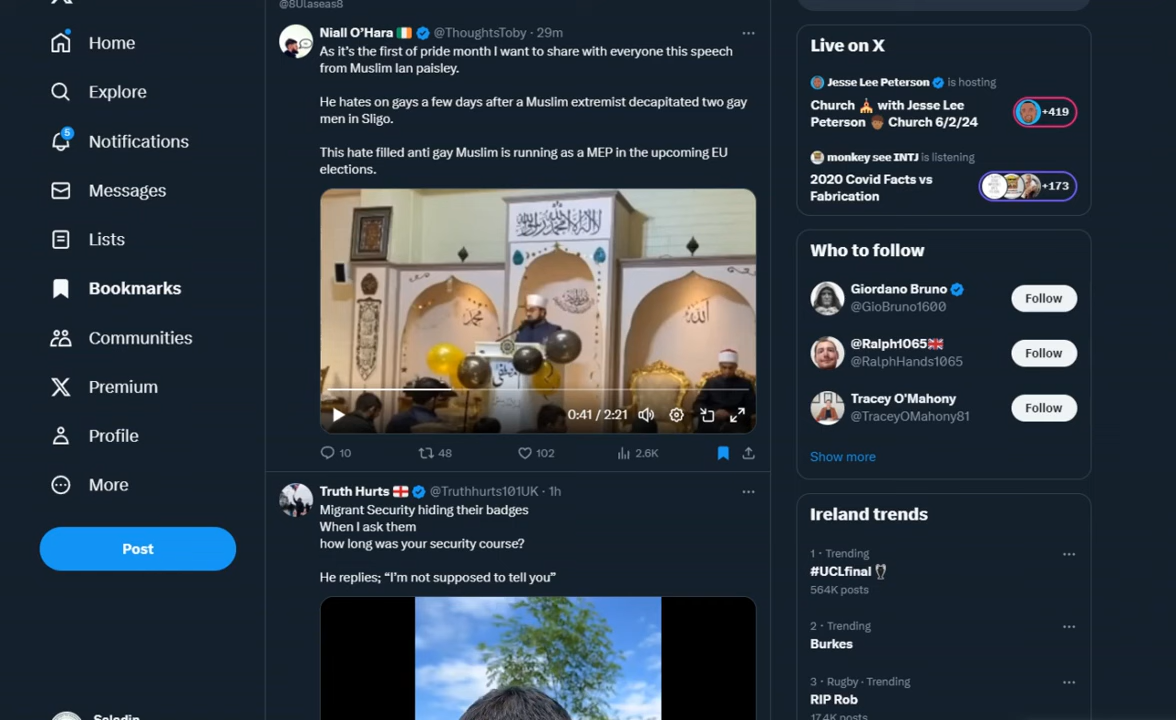 @8Ulaseas8
Home
Explore
5
Notifications
Messages
Lists
Bookmarks
Communities
Premium
Profile
More
Post
Niall O'Hara @ThoughtsToby · 29m
As it's the first of pride month I want to share with everyone this speech
from Muslim Ian paisley.
He hates on gays a few days after a Muslim extremist decapitated two gay
men in Sligo.
This hate filled anti gay Muslim is running as a MEP in the upcoming EU
elections.
الله
0:41 / 2:21
10 48 102 2.6K
Truth Hurts @Truthhurts101UK · 1h
Migrant Security hiding their badges
When I ask them
how long was your security course?
He replies; “I'm not supposed to tell you”
Live on X
Jesse Lee Peterson is hosting
Church with Jesse Lee
Peterson Church 6/2/24
+419
monkey see INTJ is listening
2020 Covid Facts vs
Fabrication
+173
Who to follow
Giordano Bruno
@GioBruno1600
Follow
@Ralph1065
@RalphHands1065
Follow
Tracey O'Mahony
@TraceyOMahony81
Follow
Show more
Ireland trends
1 · Trending
#UCLfinal
564K posts
2 · Trending
Burkes
3 · Rugby · Trending
RIP Rob
17.4K posts
Saladin